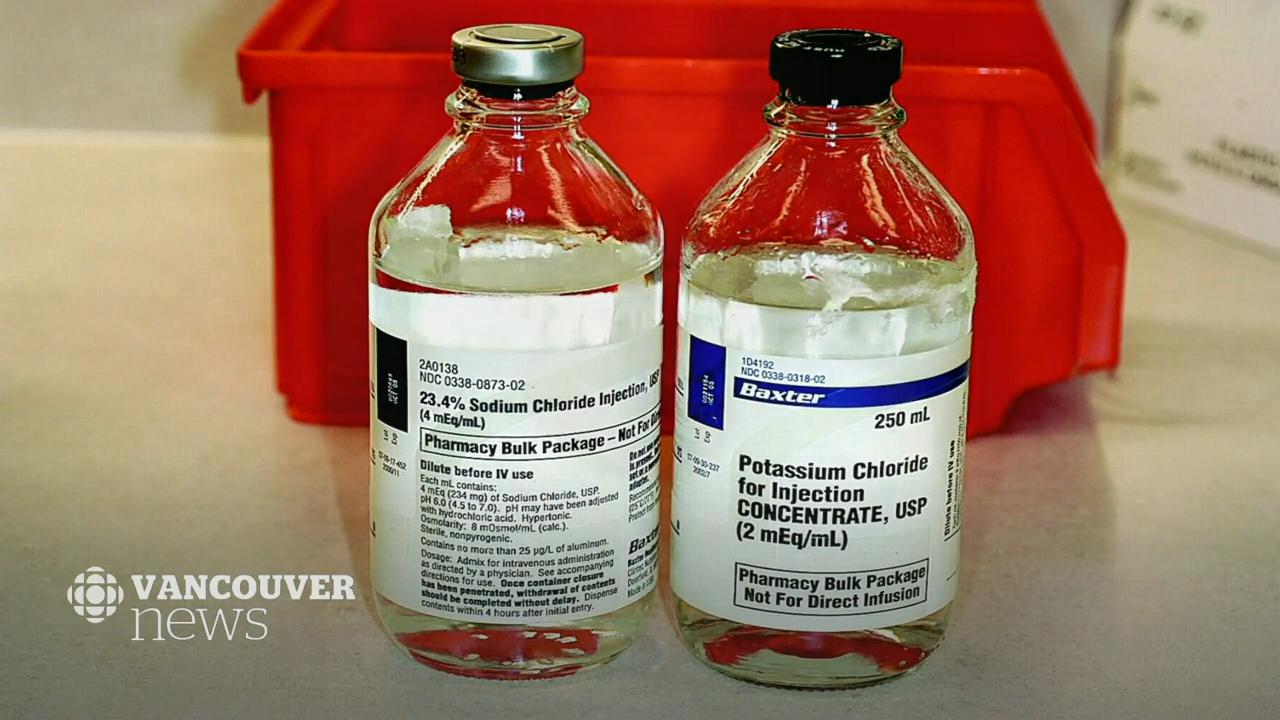 2A0138
NDC 0338-0873-02
23.4% Sodium Chloride Injection, USP
(4 mEq/mL)
Pharmacy Bulk Package – Not For
Dilute before IV use
Each mL contains:
4 mEq (234 mg) of Sodium Chloride, USP.
pH 6.0 (4.5 to 7.0). pH may have been adjusted
with hydrochloric acid. Hypertonic.
Osmolarity: 8 mOsmol/mL (calc.).
Sterile, nonpyrogenic.
Contains no more than 25 µg/L of aluminum.
Dosage: Admix for intravenous administration
as directed by a physician. See accompanying
directions for use. Once container closure
has been penetrated, withdrawal of contents
should be completed without delay. Dispense
contents within 4 hours after initial entry.
Made in
1D4192
NDC 0338-0318-02
Baxter
250 mL
Potassium Chloride
for Injection
CONCENTRATE, USP
(2 mEq/mL)
Pharmacy Bulk Package
Not For Direct Infusion
Dilute before IV use
VANCOUVER
news